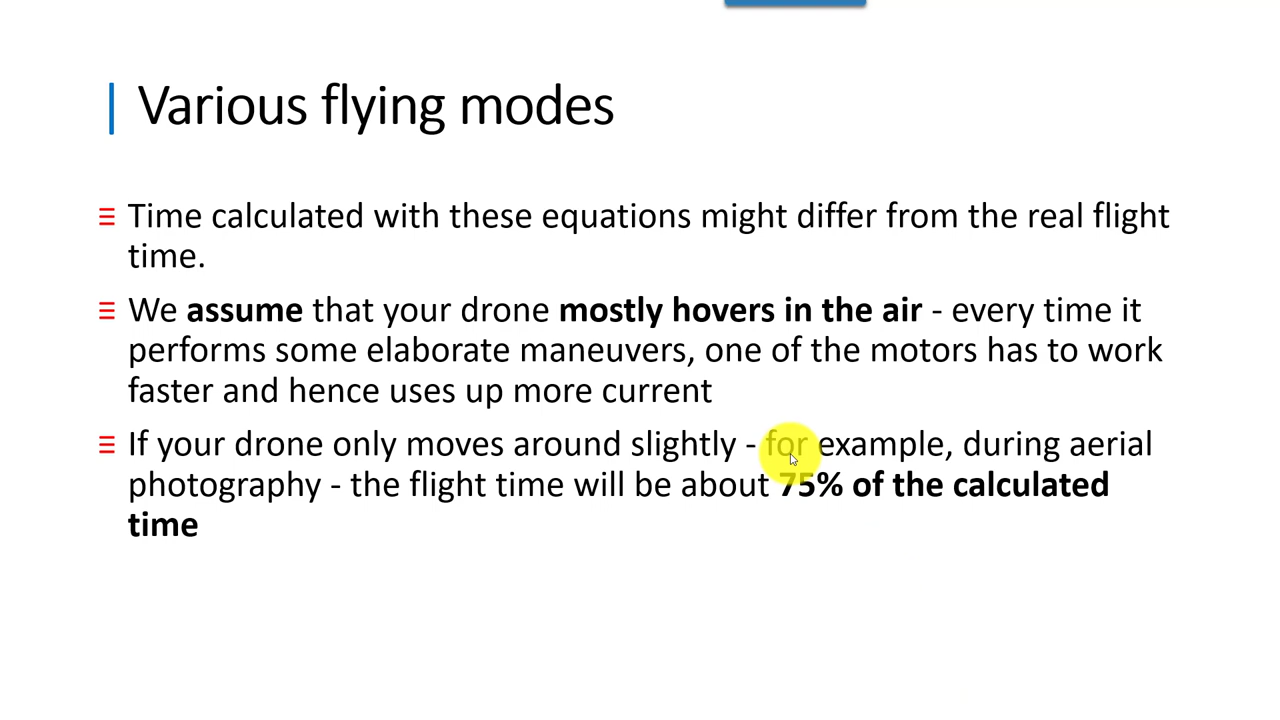 Various flying modes
Time calculated with these equations might differ from the real flight
time.
We assume that your drone mostly hovers in the air - every time it
performs some elaborate maneuvers, one of the motors has to work
faster and hence uses up more current
If your drone only moves around slightly - for example, during aerial
photography - the flight time will be about 75% of the calculated
time